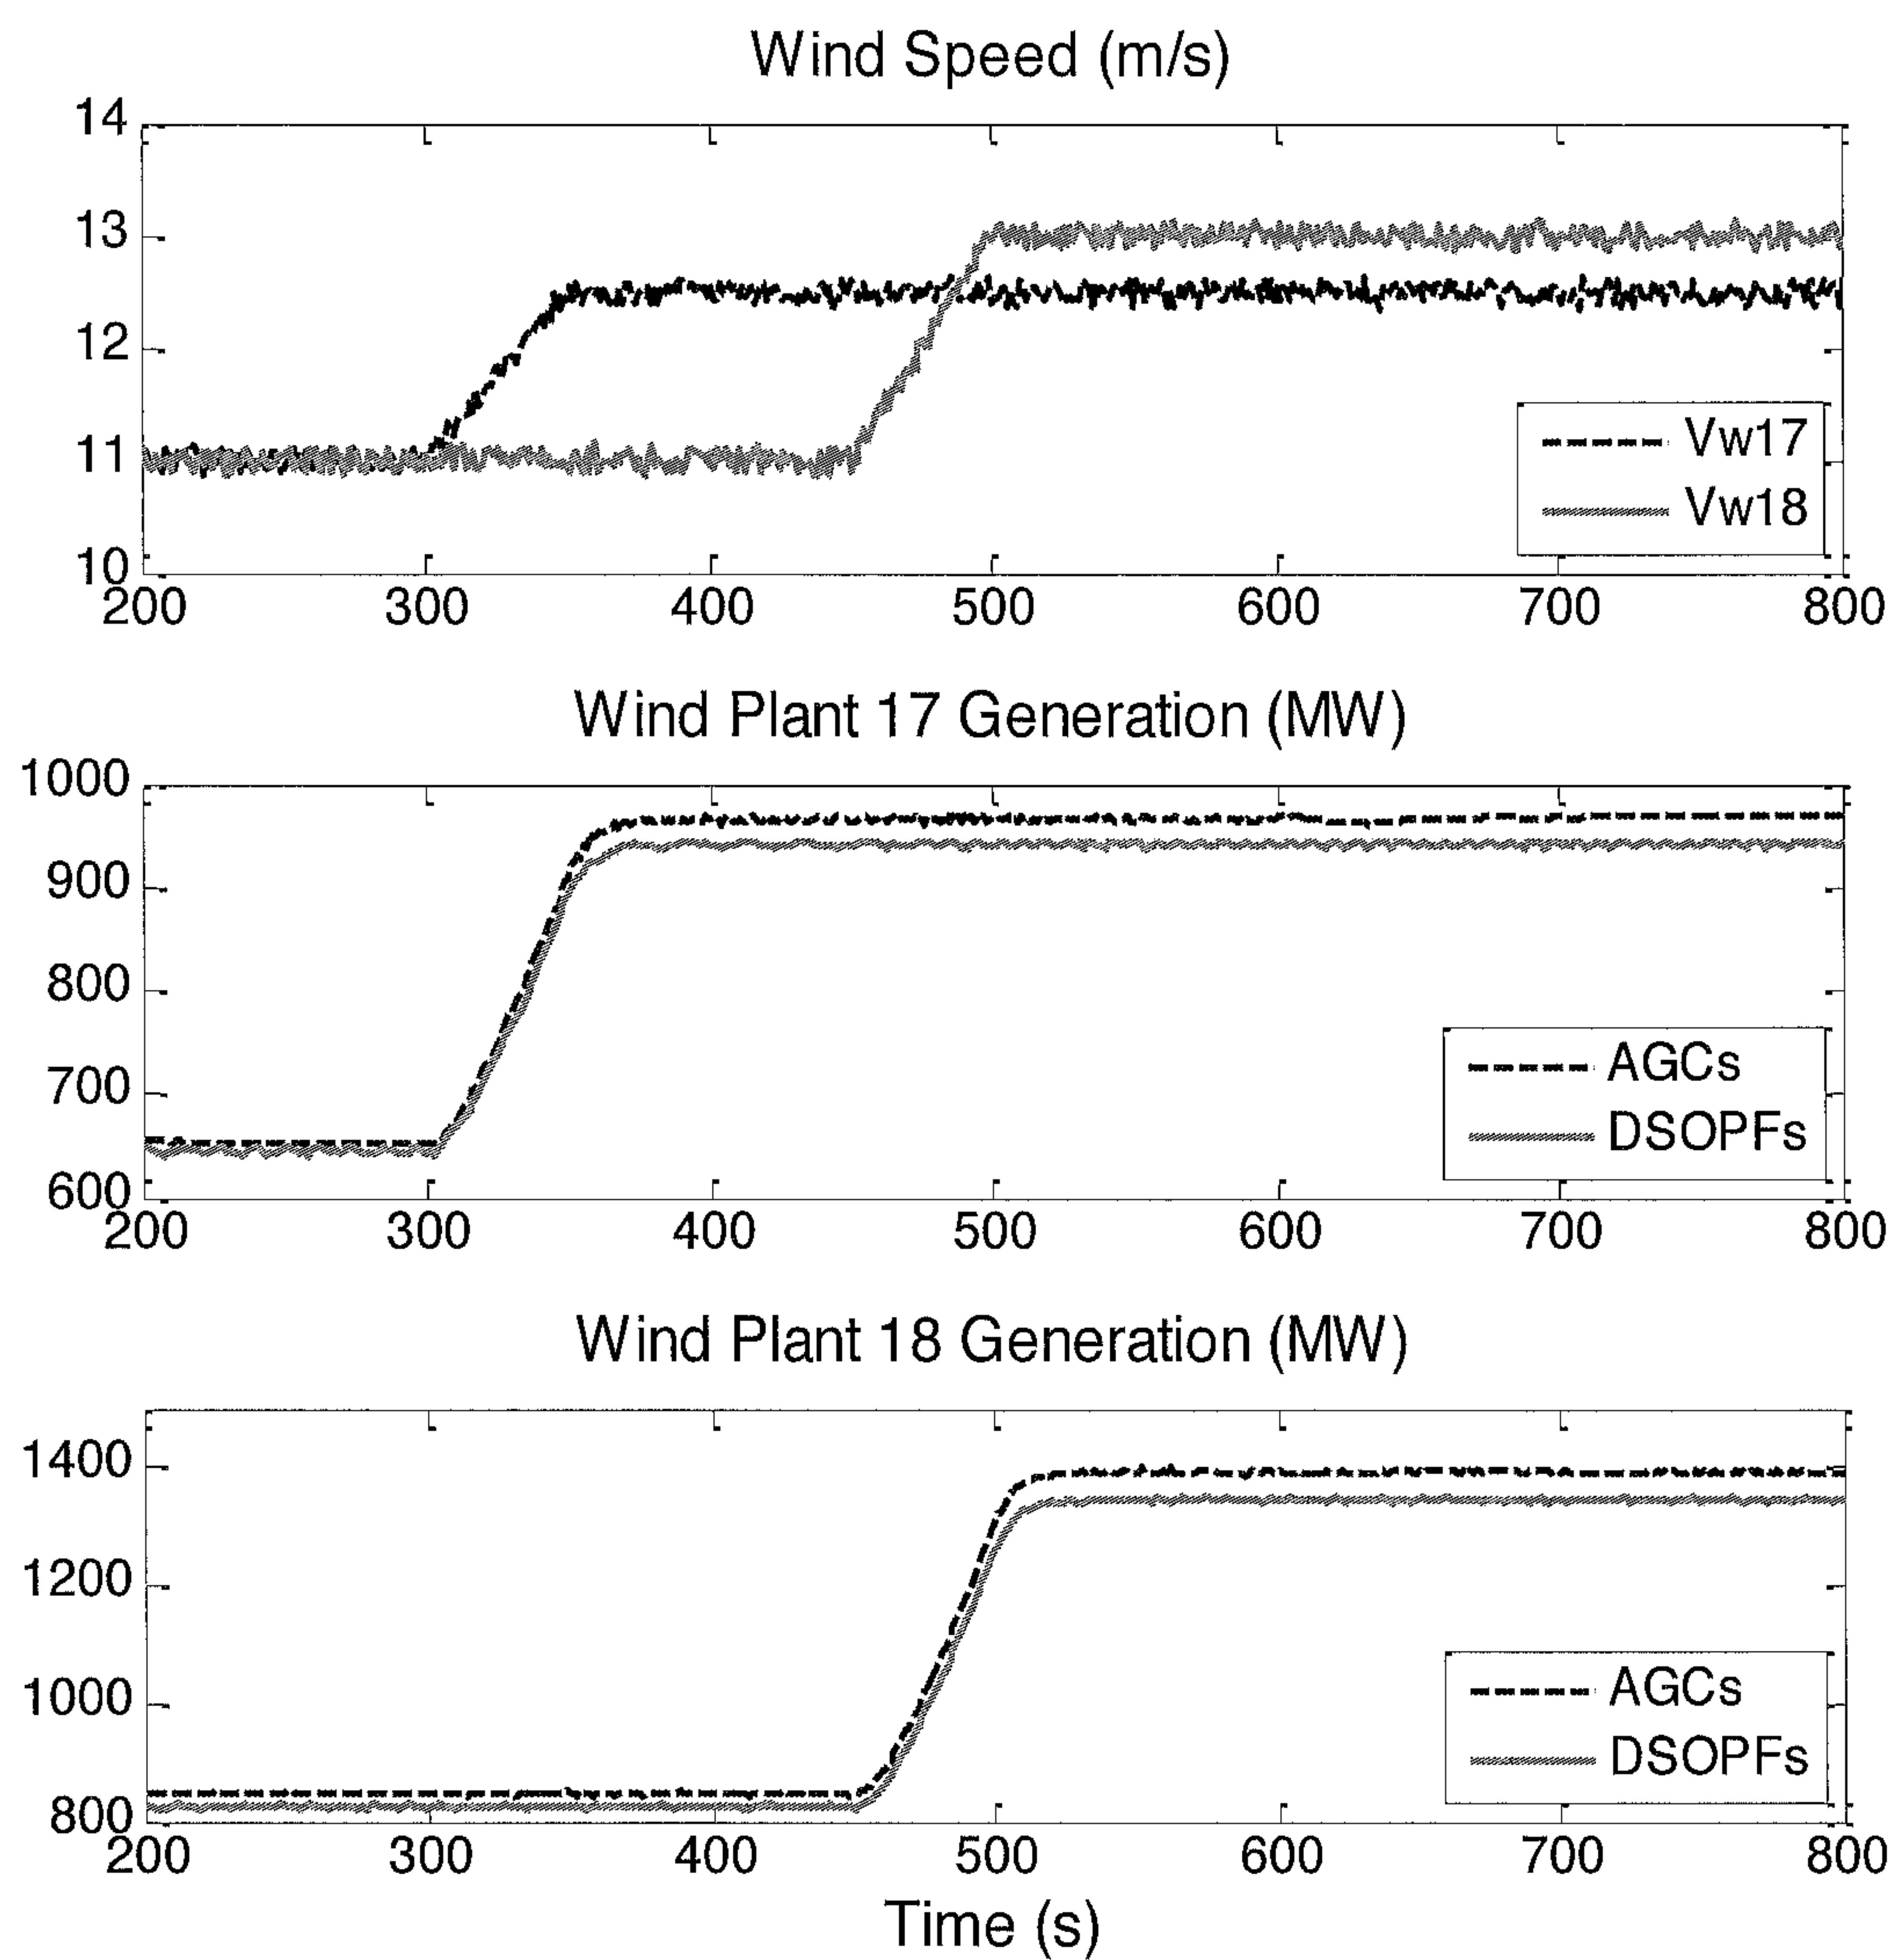 Wind Speed (m/s)
14
13
12
11
10
200 300 400 500 600 700 800
Vw17
Vw18
Wind Plant 17 Generation (MW)
1000
900
800
700
600
200 300 400 500 600 700 800
AGCs
DSOPFs
Wind Plant 18 Generation (MW)
1400
1200
1000
800
200 300 400 500 600 700 800
AGCs
DSOPFs
Time (s)